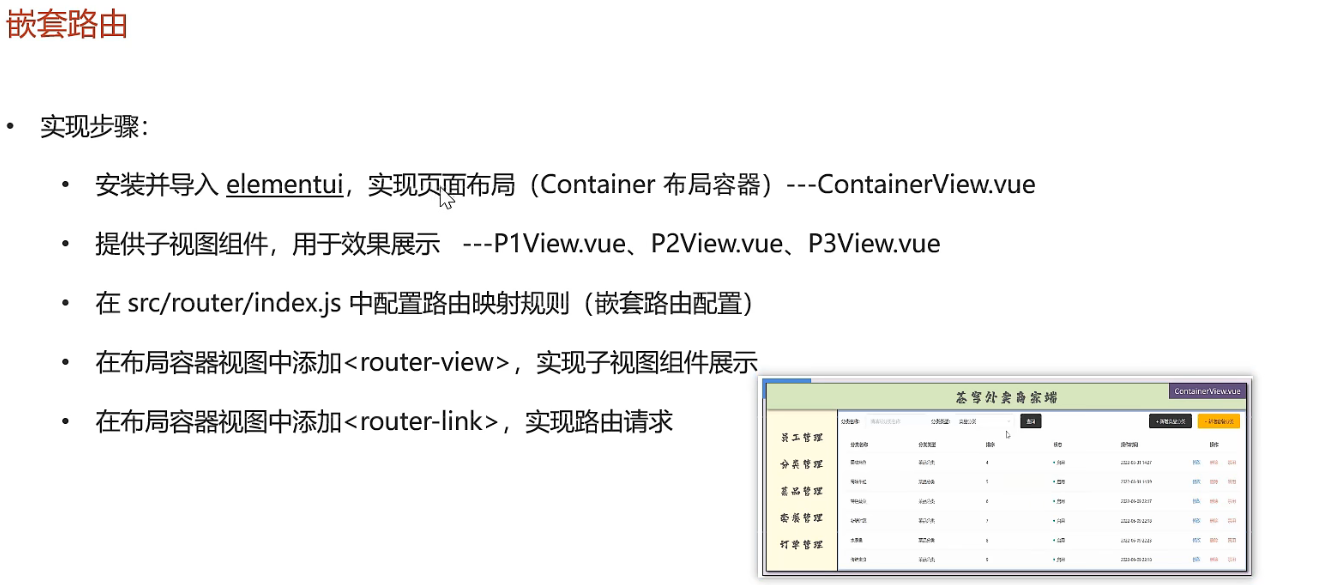 嵌套路由
• 实现步骤：
• 安装并导入 elementui，实现页面布局（Container 布局容器）---ContainerView.vue
• 提供子视图组件，用于效果展示 ---P1View.vue、P2View.vue、P3View.vue
• 在 src/router/index.js 中配置路由映射规则（嵌套路由配置）
• 在布局容器视图中添加<router-view>，实现子视图组件展示
• 在布局容器视图中添加<router-link>，实现路由请求
ContainerView.vue
苍穹外卖商家端
员工管理
分类管理
菜品管理
套餐管理
订单管理